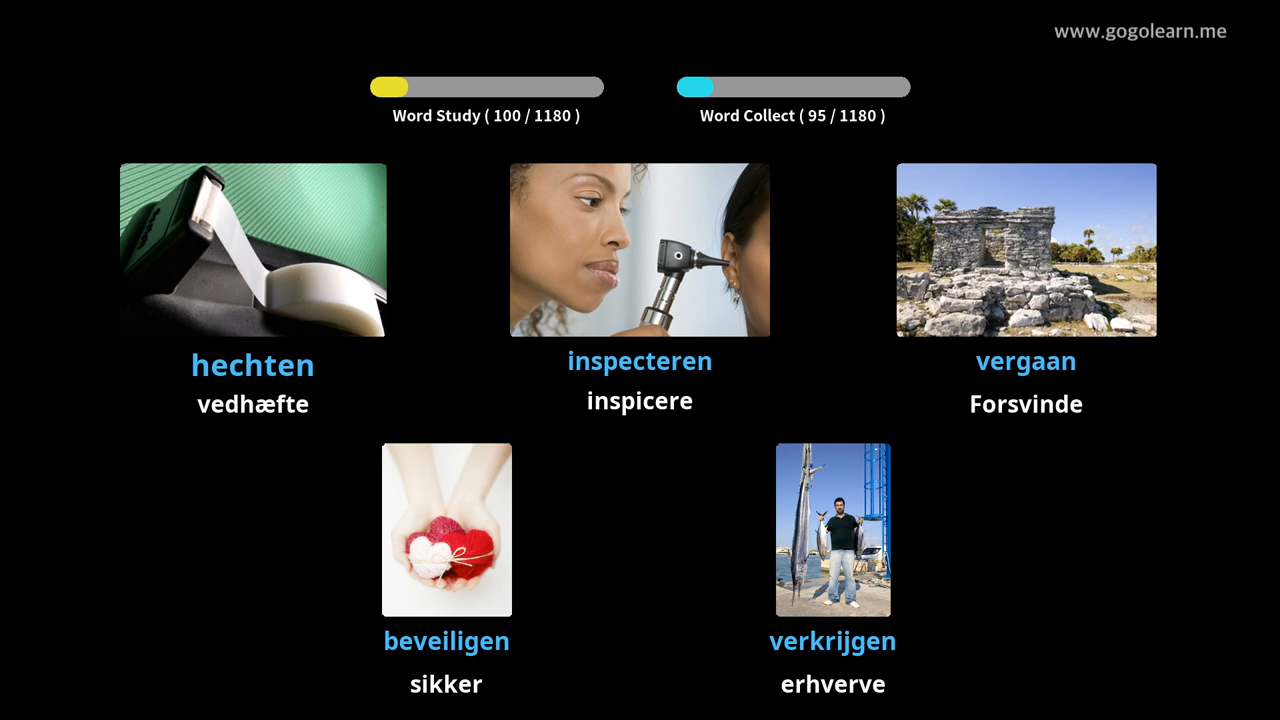 www.gogolearn.me
Word Study ( 100 / 1180 )
Word Collect ( 95 / 1180 )
hechten
vedhæfte
inspecteren
inspicere
vergaan
Forsvinde
beveiligen
sikker
verkrijgen
erhverve